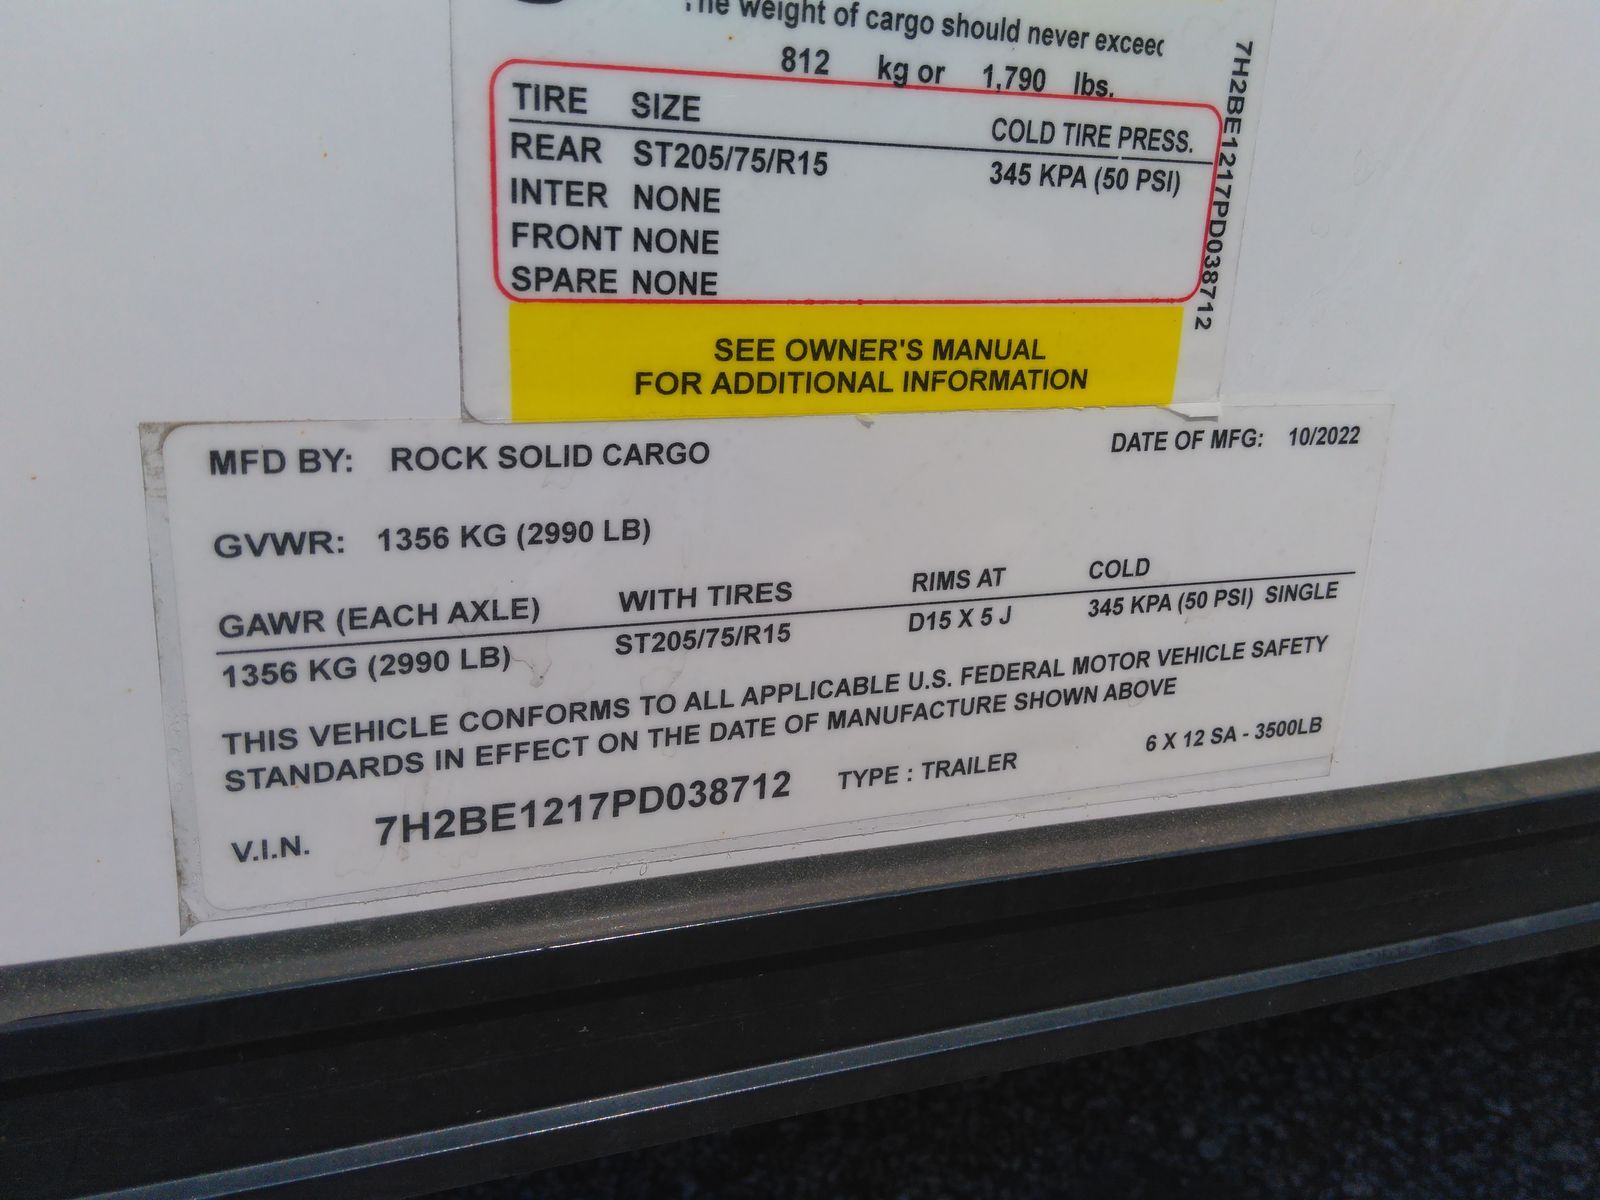 The weight of cargo should never exceed
812 kg or 1,790 lbs.
TIRE SIZE COLD TIRE PRESS.
REAR ST205/75/R15 345 KPA (50 PSI)
INTER NONE
FRONT NONE
SPARE NONE
7H2BE1217PD038712
SEE OWNER'S MANUAL
FOR ADDITIONAL INFORMATION
MFD BY: ROCK SOLID CARGO DATE OF MFG: 10/2022
GVWR: 1356 KG (2990 LB)
GAWR (EACH AXLE) WITH TIRES RIMS AT COLD
1356 KG (2990 LB) ST205/75/R15 D15 X 5 J 345 KPA (50 PSI) SINGLE
THIS VEHICLE CONFORMS TO ALL APPLICABLE U.S. FEDERAL MOTOR VEHICLE SAFETY
STANDARDS IN EFFECT ON THE DATE OF MANUFACTURE SHOWN ABOVE
V.I.N. 7H2BE1217PD038712 TYPE : TRAILER 6 X 12 SA - 3500LB